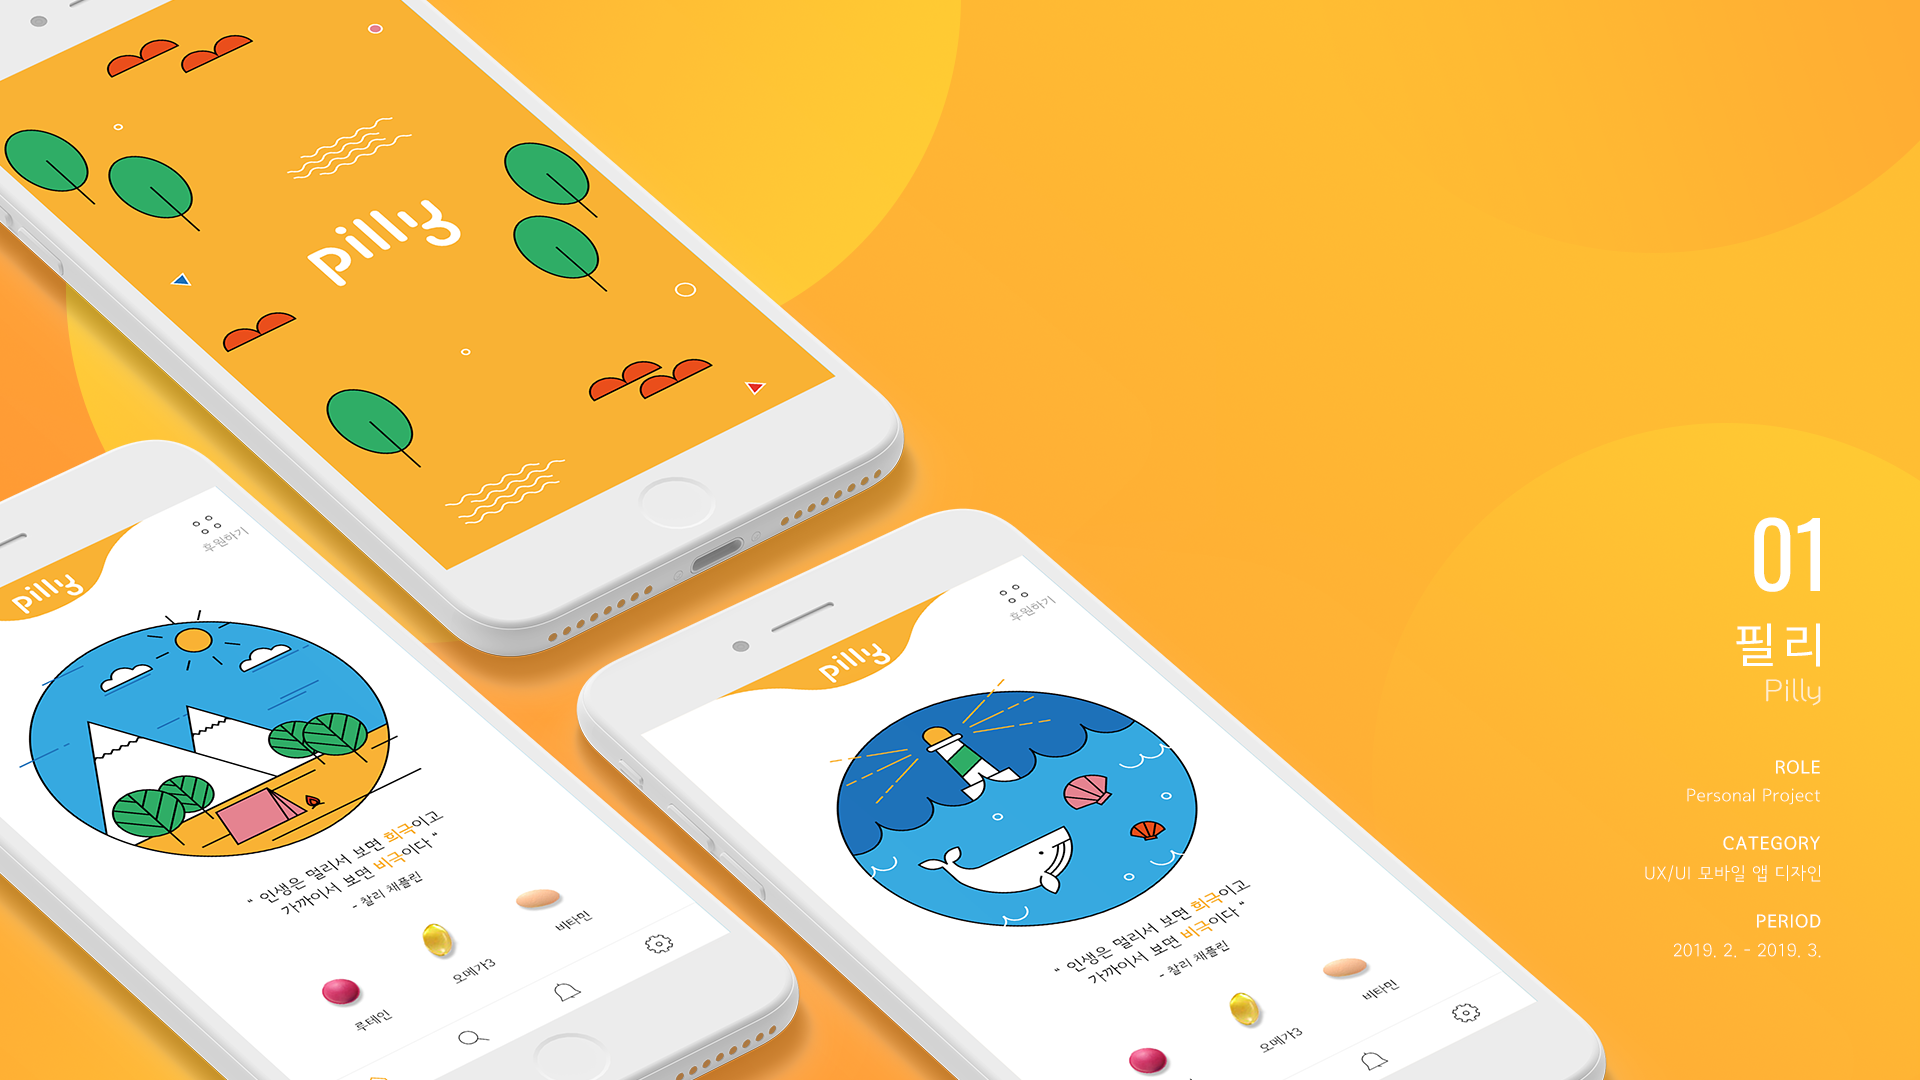 pilly
후원하기
pilly
“ 인생은 멀리서 보면 희극이고
가까이서 보면 비극이다 ”
- 찰리 채플린
루테인
오메가3
비타민
후원하기
pilly
“ 인생은 멀리서 보면 희극이고
가까이서 보면 비극이다 ”
- 찰리 채플린
오메가3
비타민
01
필리
Pilly
ROLE
Personal Project
CATEGORY
UX/UI 모바일 앱 디자인
PERIOD
2019. 2. - 2019. 3.